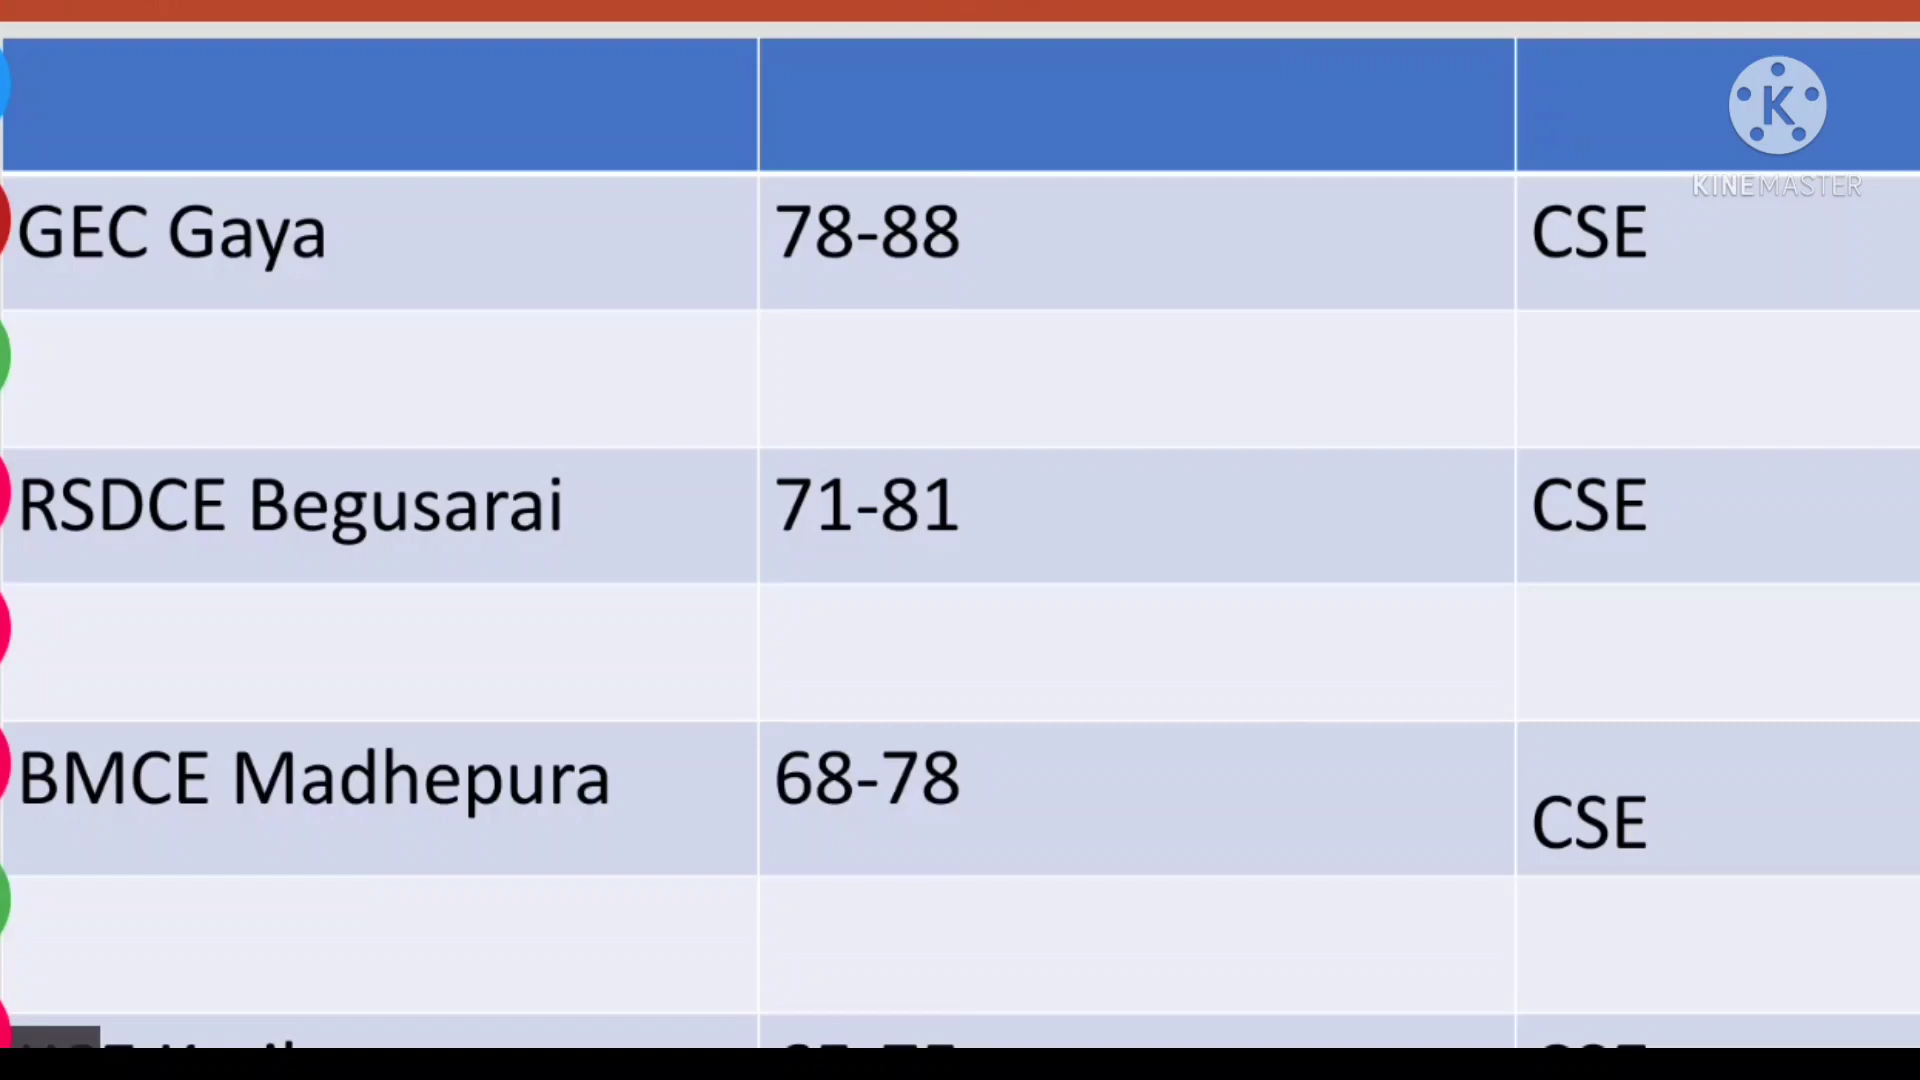 KINEMASTER
GEC Gaya 78-88 CSE
RSDCE Begusarai 71-81 CSE
BMCE Madhepura 68-78 CSE